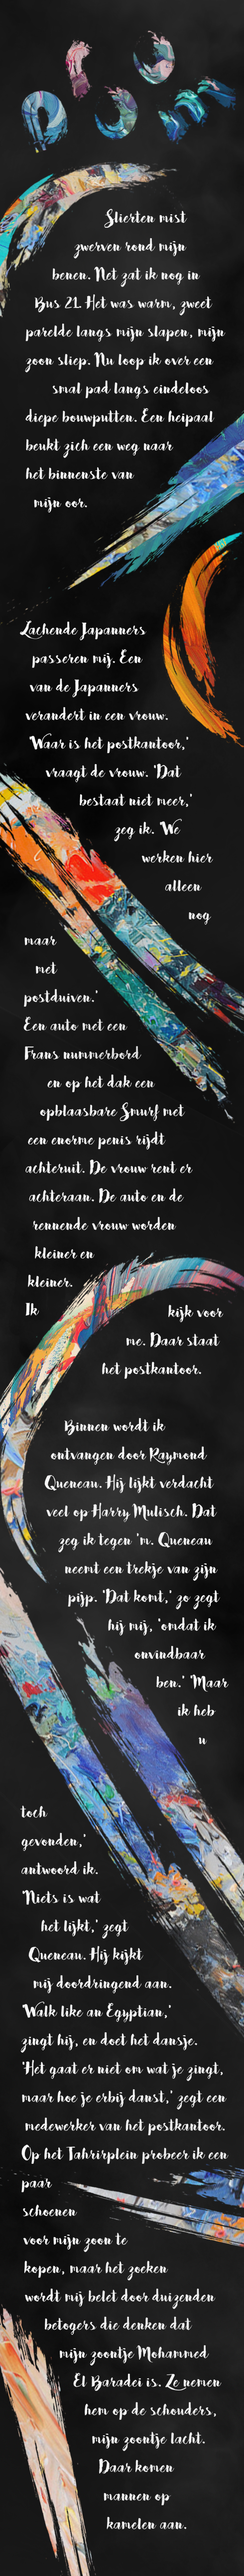 droom
Slierten mist
zwerven rond mijn
benen. Net zat ik nog in
Bus 21. Het was warm, zweet
parelde langs mijn slapen, mijn
zoon sliep. Nu loop ik over een
smal pad langs eindeloos
diepe bouwputten. Een heipaal
beukt zich een weg naar
het binnenste van
mijn oor.
Lachende Japanners
passeren mij. Een
van de Japanners
verandert in een vrouw.
'Waar is het postkantoor,'
vraagt de vrouw. 'Dat
bestaat niet meer,'
zeg ik. 'We
werken hier
alleen
nog
maar
met
postduiven.'
Een auto met een
Frans nummerbord
en op het dak een
opblaasbare Smurf met
een enorme penis rijdt
achteruit. De vrouw rent er
achteraan. De auto en de
rennende vrouw worden
kleiner en
kleiner.
Ik kijk voor
me. Daar staat
het postkantoor.
Binnen wordt ik
ontvangen door Raymond
Queneau. Hij lijkt verdacht
veel op Harry Mulisch. Dat
zeg ik tegen 'm. Queneau
neemt een trekje van zijn
pijp. 'Dat komt,' zo zegt
hij mij, 'omdat ik
onvindbaar
ben.' 'Maar
ik heb
u
toch
gevonden,'
antwoord ik.
'Niets is wat
het lijkt,' zegt
Queneau. Hij kijkt
mij doordringend aan.
'Walk like an Egyptian,'
zingt hij, en doet het dansje.
'Het gaat er niet om wat je zingt,
maar hoe je erbij danst,' zegt een
medewerker van het postkantoor.
Op het Tahrirplein probeer ik een
paar
schoenen
voor mijn zoon te
kopen, maar het zoeken
wordt mij belet door duizenden
betogers die denken dat
mijn zoontje Mohammed
El Baradei is. Ze nemen
hem op de schouders,
mijn zoontje lacht.
Daar komen
mannen op
kamelen aan.